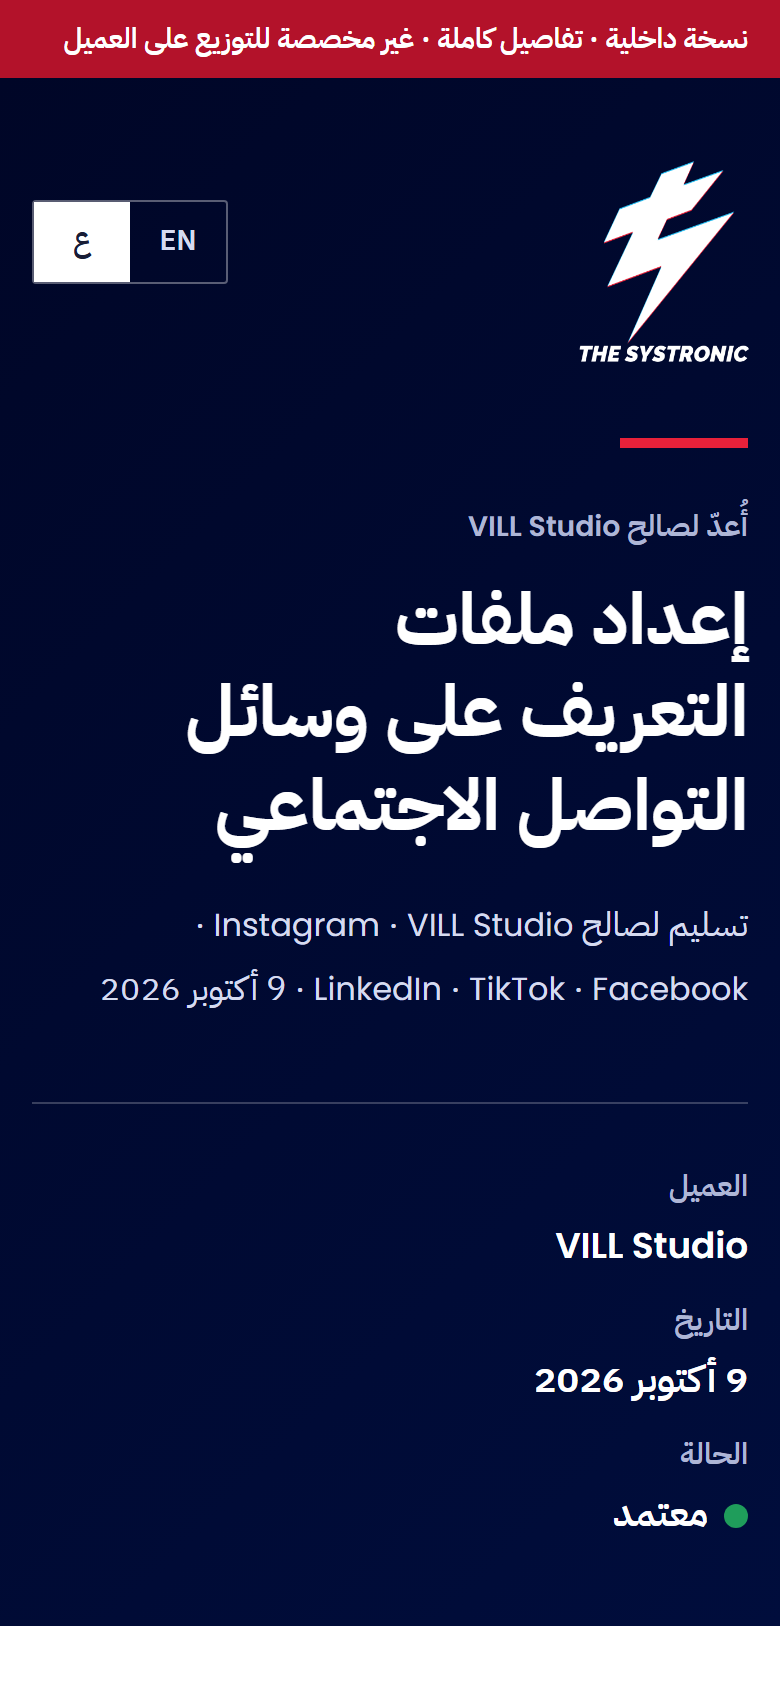 نسخة داخلية · تفاصيل كاملة · غير مخصصة للتوزيع على العميل
THE SYSTRONIC
EN
ع
أُعدّ لصالح VILL Studio
إعداد ملفات
التعريف على وسائل
التواصل الاجتماعي
تسليم لصالح VILL Studio · Instagram ·
Facebook · TikTok · LinkedIn · 9 أكتوبر 2026
العميل
VILL Studio
التاريخ
9 أكتوبر 2026
الحالة
معتمد